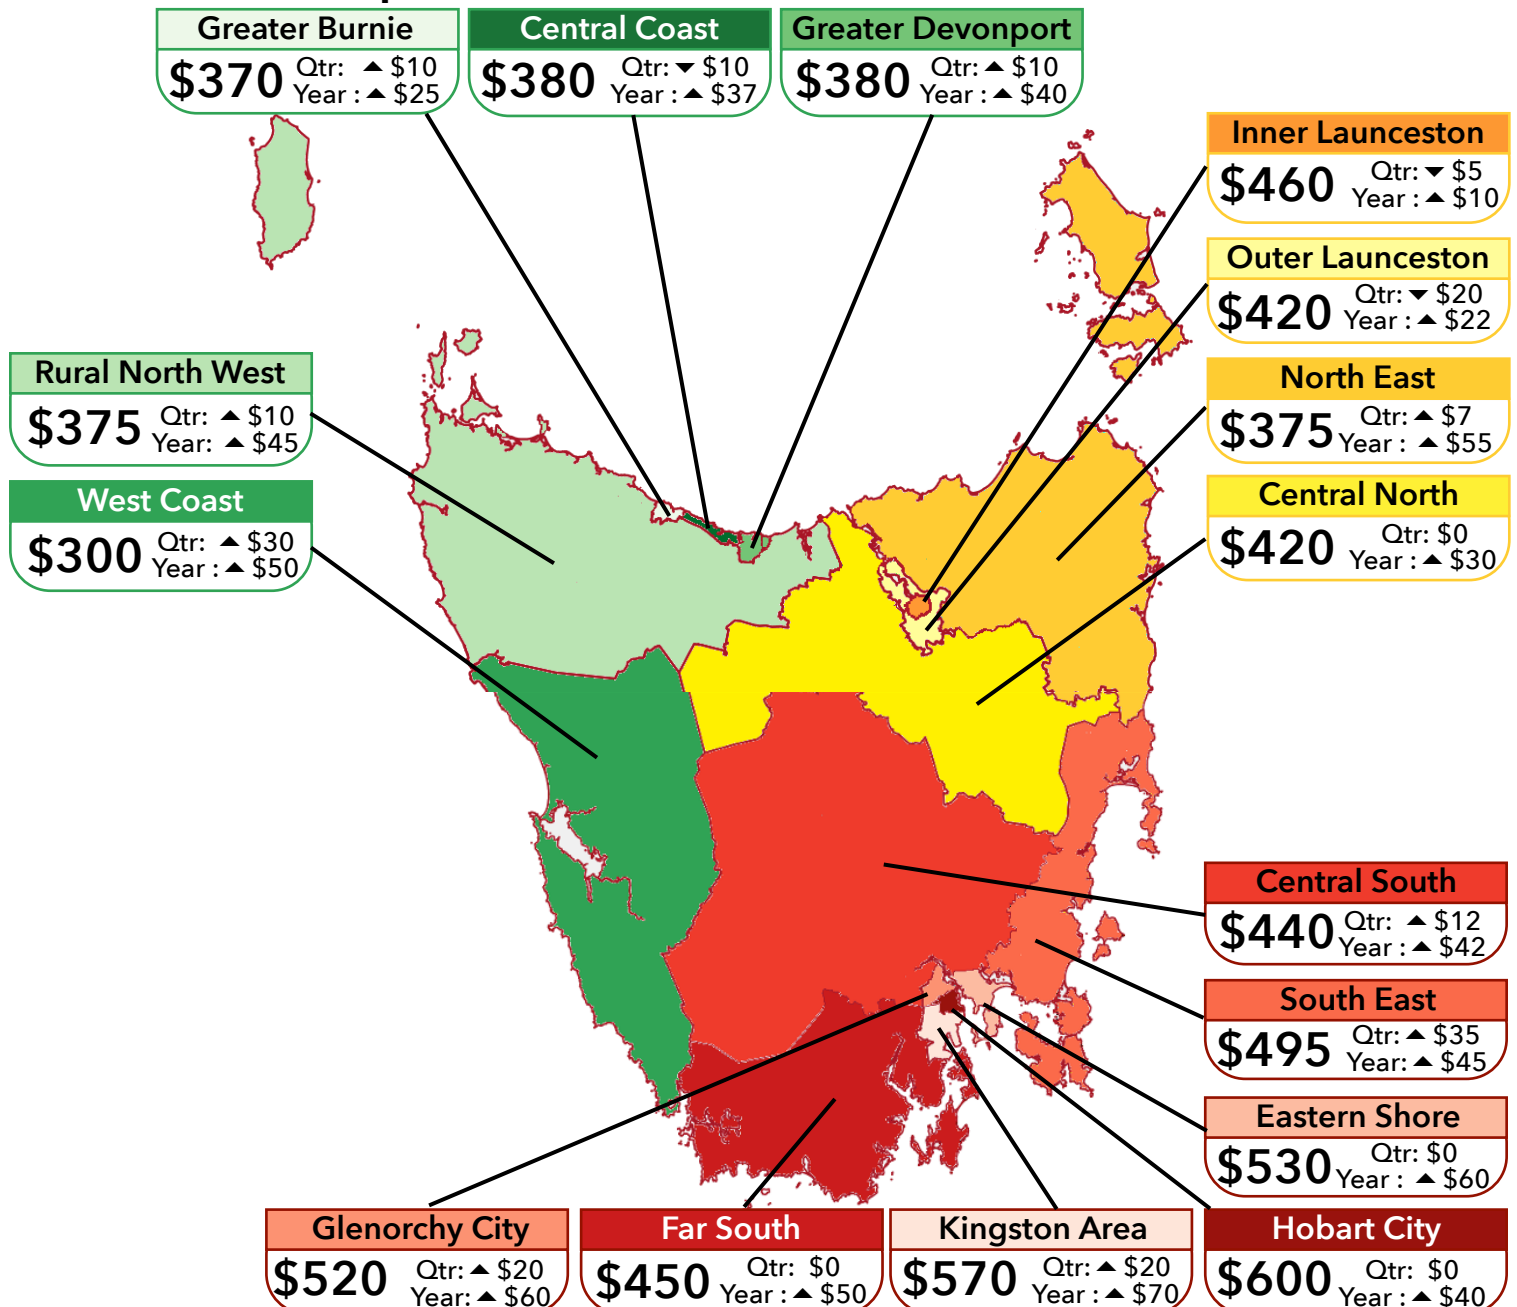 Greater Burnie
$370 Qtr: ▲ $10
Year : ▲ $25
Central Coast
$380 Qtr: ▼ $10
Year : ▲ $37
Greater Devonport
$380 Qtr: ▲ $10
Year : ▲ $40
Inner Launceston
$460 Qtr: ▼ $5
Year : ▲ $10
Outer Launceston
$420 Qtr: ▼ $20
Year : ▲ $22
Rural North West
$375 Qtr: ▲ $10
Year: ▲ $45
North East
$375 Qtr: ▲ $7
Year : ▲ $55
West Coast
$300 Qtr: ▲ $30
Year : ▲ $50
Central North
$420 Qtr: $0
Year : ▲ $30
Central South
$440 Qtr: ▲ $12
Year : ▲ $42
South East
$495 Qtr: ▲ $35
Year: ▲ $45
Eastern Shore
$530 Qtr: $0
Year : ▲ $60
Glenorchy City
$520 Qtr: ▲ $20
Year: ▲ $60
Far South
$450 Qtr: $0
Year : ▲ $50
Kingston Area
$570 Qtr: ▲ $20
Year : ▲ $70
Hobart City
$600 Qtr: $0
Year : ▲ $40